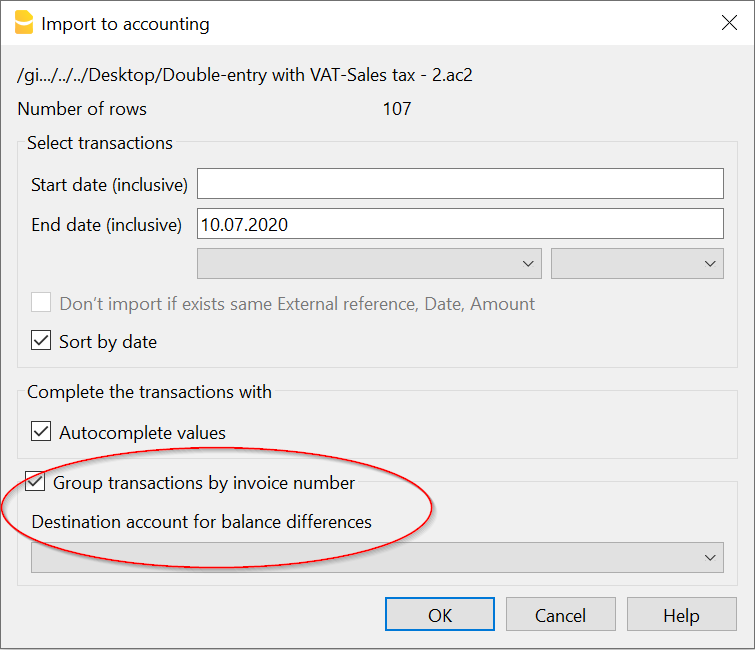 Import to accounting
/gi.../../../Desktop/Double-entry with VAT-Sales tax - 2.ac2
Number of rows 107
Select transactions
Start date (inclusive)
End date (inclusive) 10.07.2020
Don't import if exists same External reference, Date, Amount
Sort by date
Complete the transactions with
Autocomplete values
Group transactions by invoice number
Destination account for balance differences
OK Cancel Help